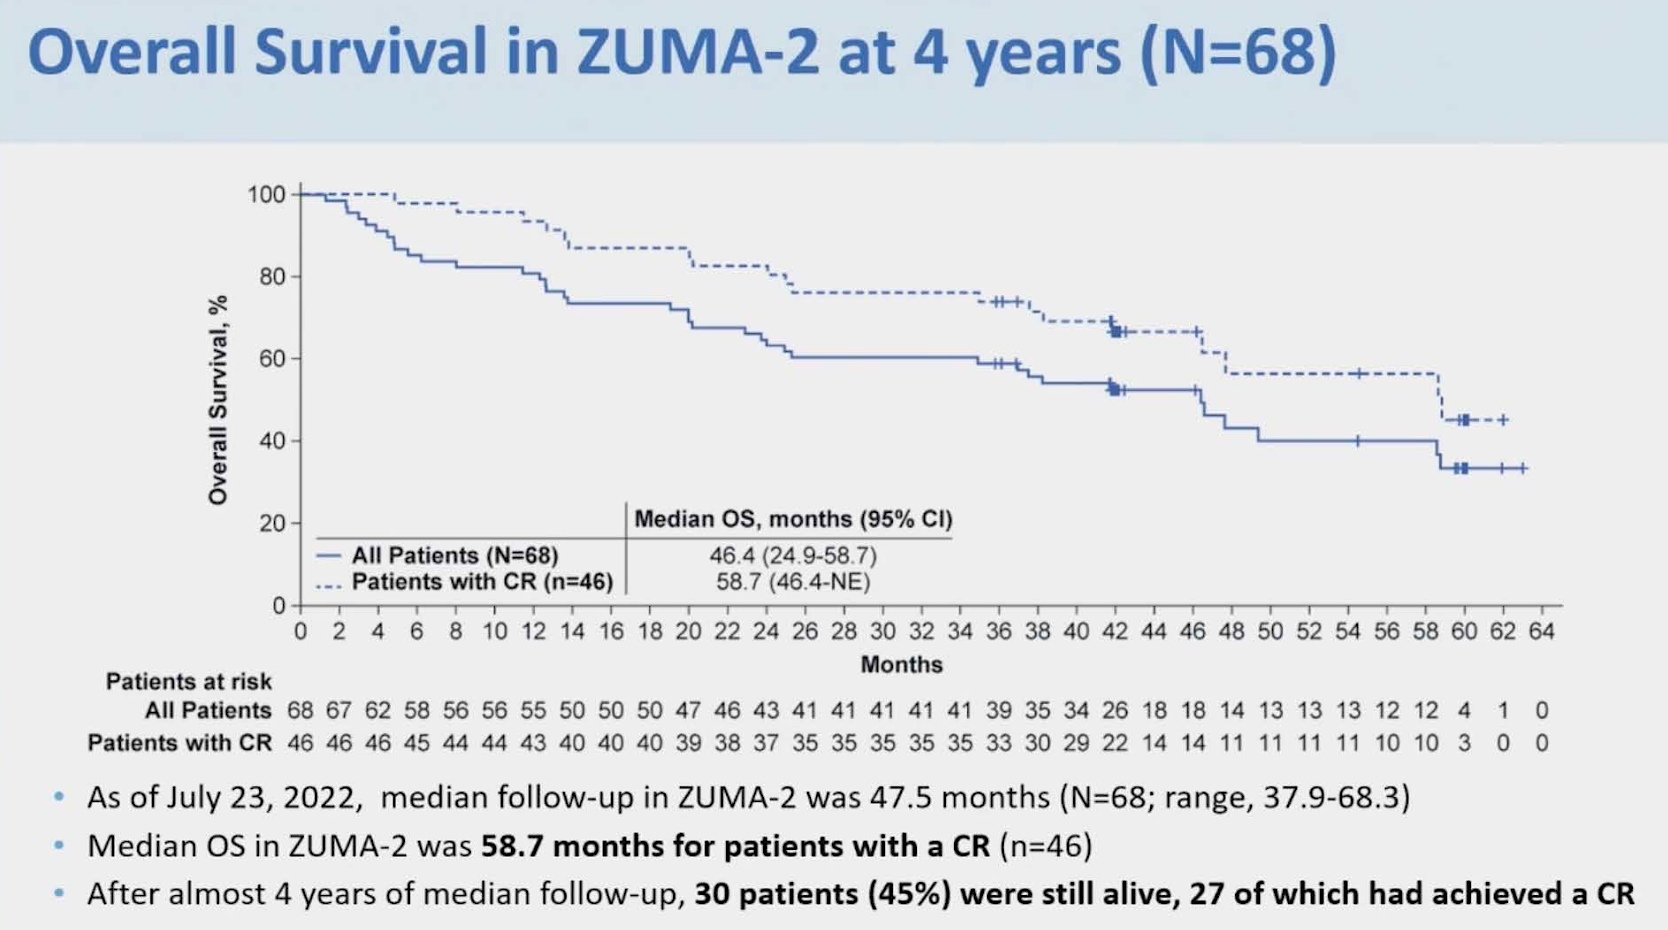 Overall Survival in ZUMA-2 at 4 years (N=68)
Overall Survival, %
100
80
60
40
20
0
Median OS, months (95% CI)
All Patients (N=68) 46.4 (24.9-58.7)
Patients with CR (n=46) 58.7 (46.4-NE)
0 2 4 6 8 10 12 14 16 18 20 22 24 26 28 30 32 34 36 38 40 42 44 46 48 50 52 54 56 58 60 62 64
Months
Patients at risk
All Patients 68 67 62 58 56 56 55 50 50 50 47 46 43 41 41 41 41 41 39 35 34 26 18 18 14 13 13 13 12 12 4 1 0
Patients with CR 46 46 46 45 44 44 43 40 40 40 39 38 37 35 35 35 35 35 33 30 29 22 14 14 11 11 11 11 10 10 3 0 0
• As of July 23, 2022, median follow-up in ZUMA-2 was 47.5 months (N=68; range, 37.9-68.3)
• Median OS in ZUMA-2 was 58.7 months for patients with a CR (n=46)
• After almost 4 years of median follow-up, 30 patients (45%) were still alive, 27 of which had achieved a CR